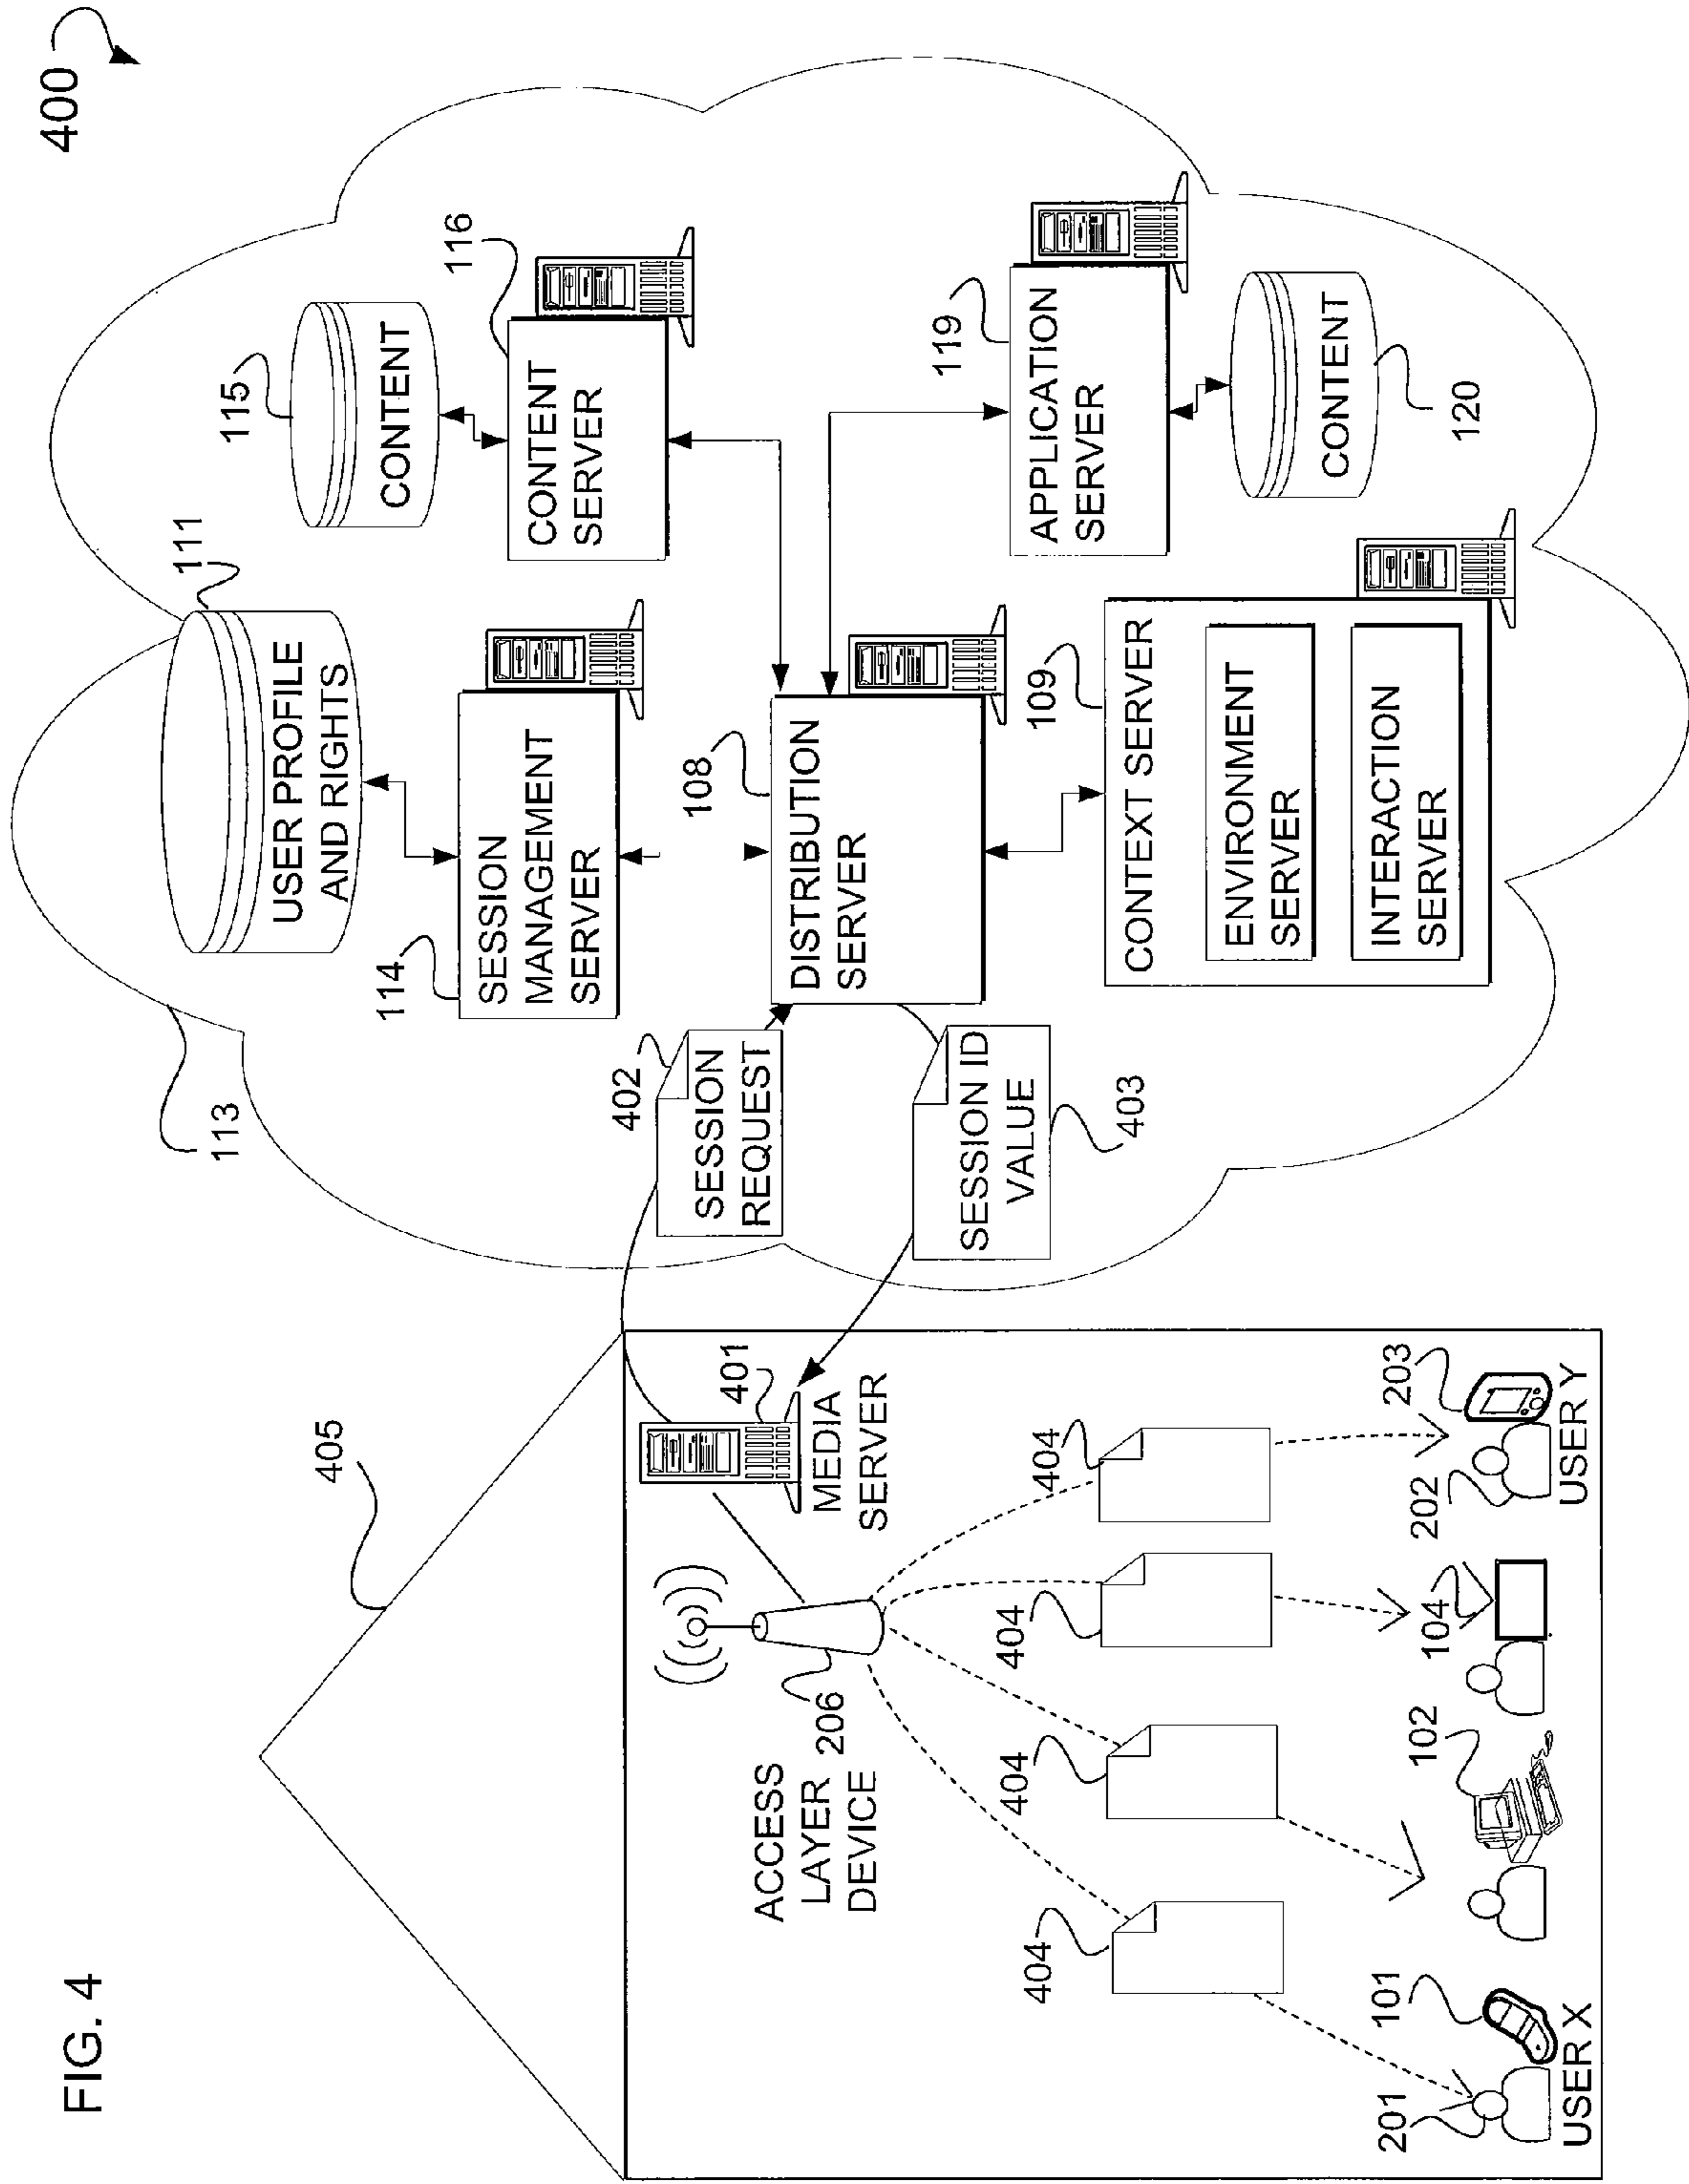 FIG. 4
400
405
113
111
USER PROFILE
AND RIGHTS
115
CONTENT
116
CONTENT
SERVER
114
SESSION
MANAGEMENT
SERVER
402
SESSION
REQUEST
108
DISTRIBUTION
SERVER
403
SESSION ID
VALUE
119
APPLICATION
SERVER
120
CONTENT
109
CONTEXT SERVER
ENVIRONMENT
SERVER
INTERACTION
SERVER
401
MEDIA
SERVER
ACCESS
LAYER
DEVICE
206
404
404
404
404
201
101
USER X
102
104
202
203
USER Y